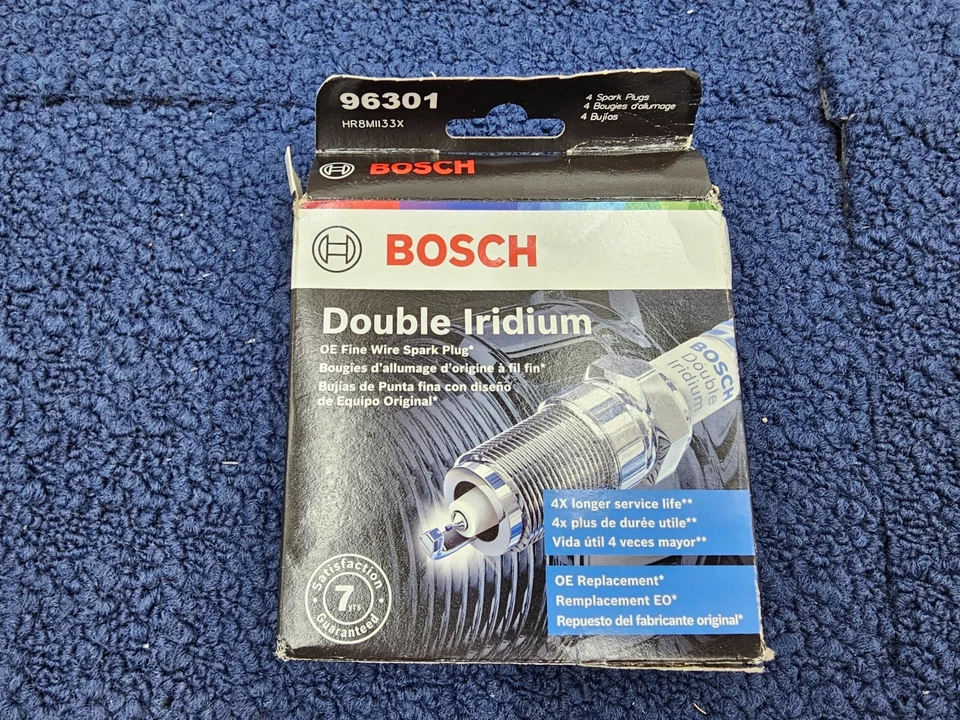 96301
HR8MII33X
4 Spark Plugs
4 Bougies d'allumage
4 Bujías
BOSCH
BOSCH
Double Iridium
OE Fine Wire Spark Plug*
Bougies d'allumage d'origine à fil fin*
Bujías de Punta fina con diseño
de Equipo Original*
BOSCH
Double
Iridium
4X longer service life**
4x plus de durée utile**
Vida útil 4 veces mayor**
OE Replacement*
Remplacement EO*
Repuesto del fabricante original*
Satisfaction
7yrs
Guaranteed